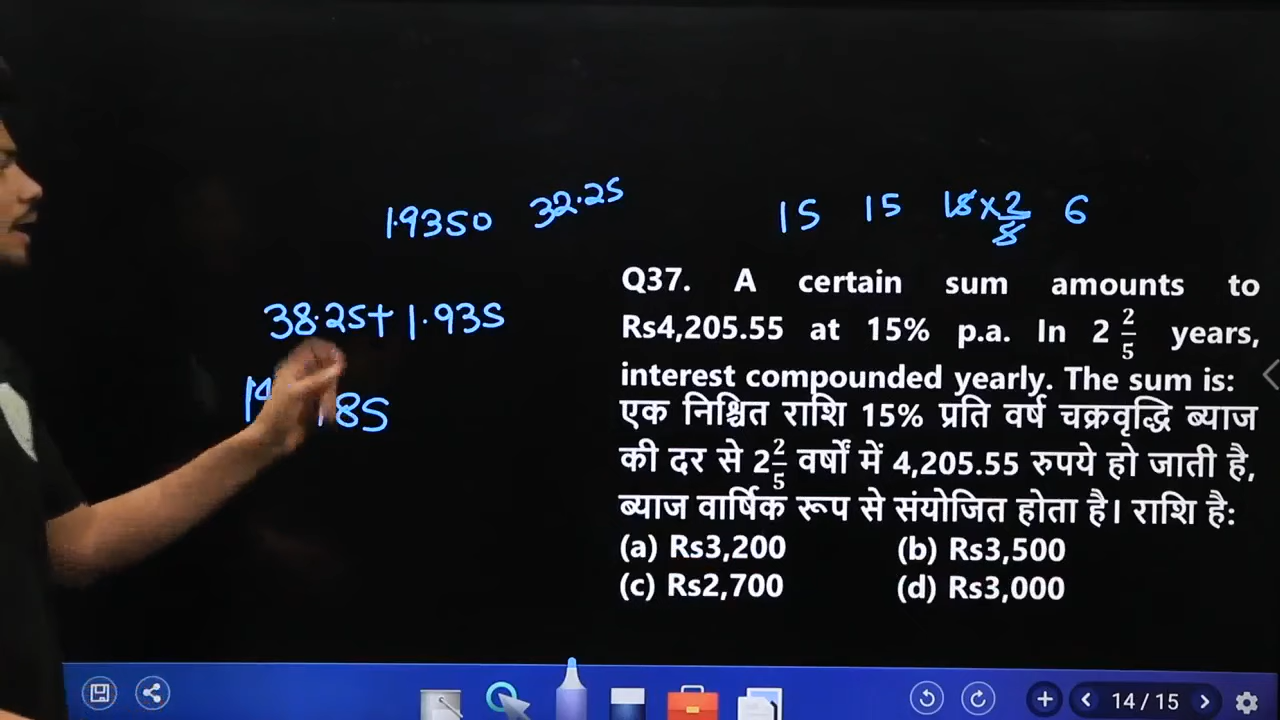 1.9350 32.25
15 15 15×2/5 6
38.25+ 1.935
185
Q37. A certain sum amounts to
Rs4,205.55 at 15% p.a. In 2 2/5 years,
interest compounded yearly. The sum is:
एक निश्चित राशि 15% प्रति वर्ष चक्रवृद्धि ब्याज
की दर से 2 2/5 वर्षों में 4,205.55 रुपये हो जाती है,
ब्याज वार्षिक रूप से संयोजित होता है। राशि है:
(a) Rs3,200 (b) Rs3,500
(c) Rs2,700 (d) Rs3,000
14 / 15